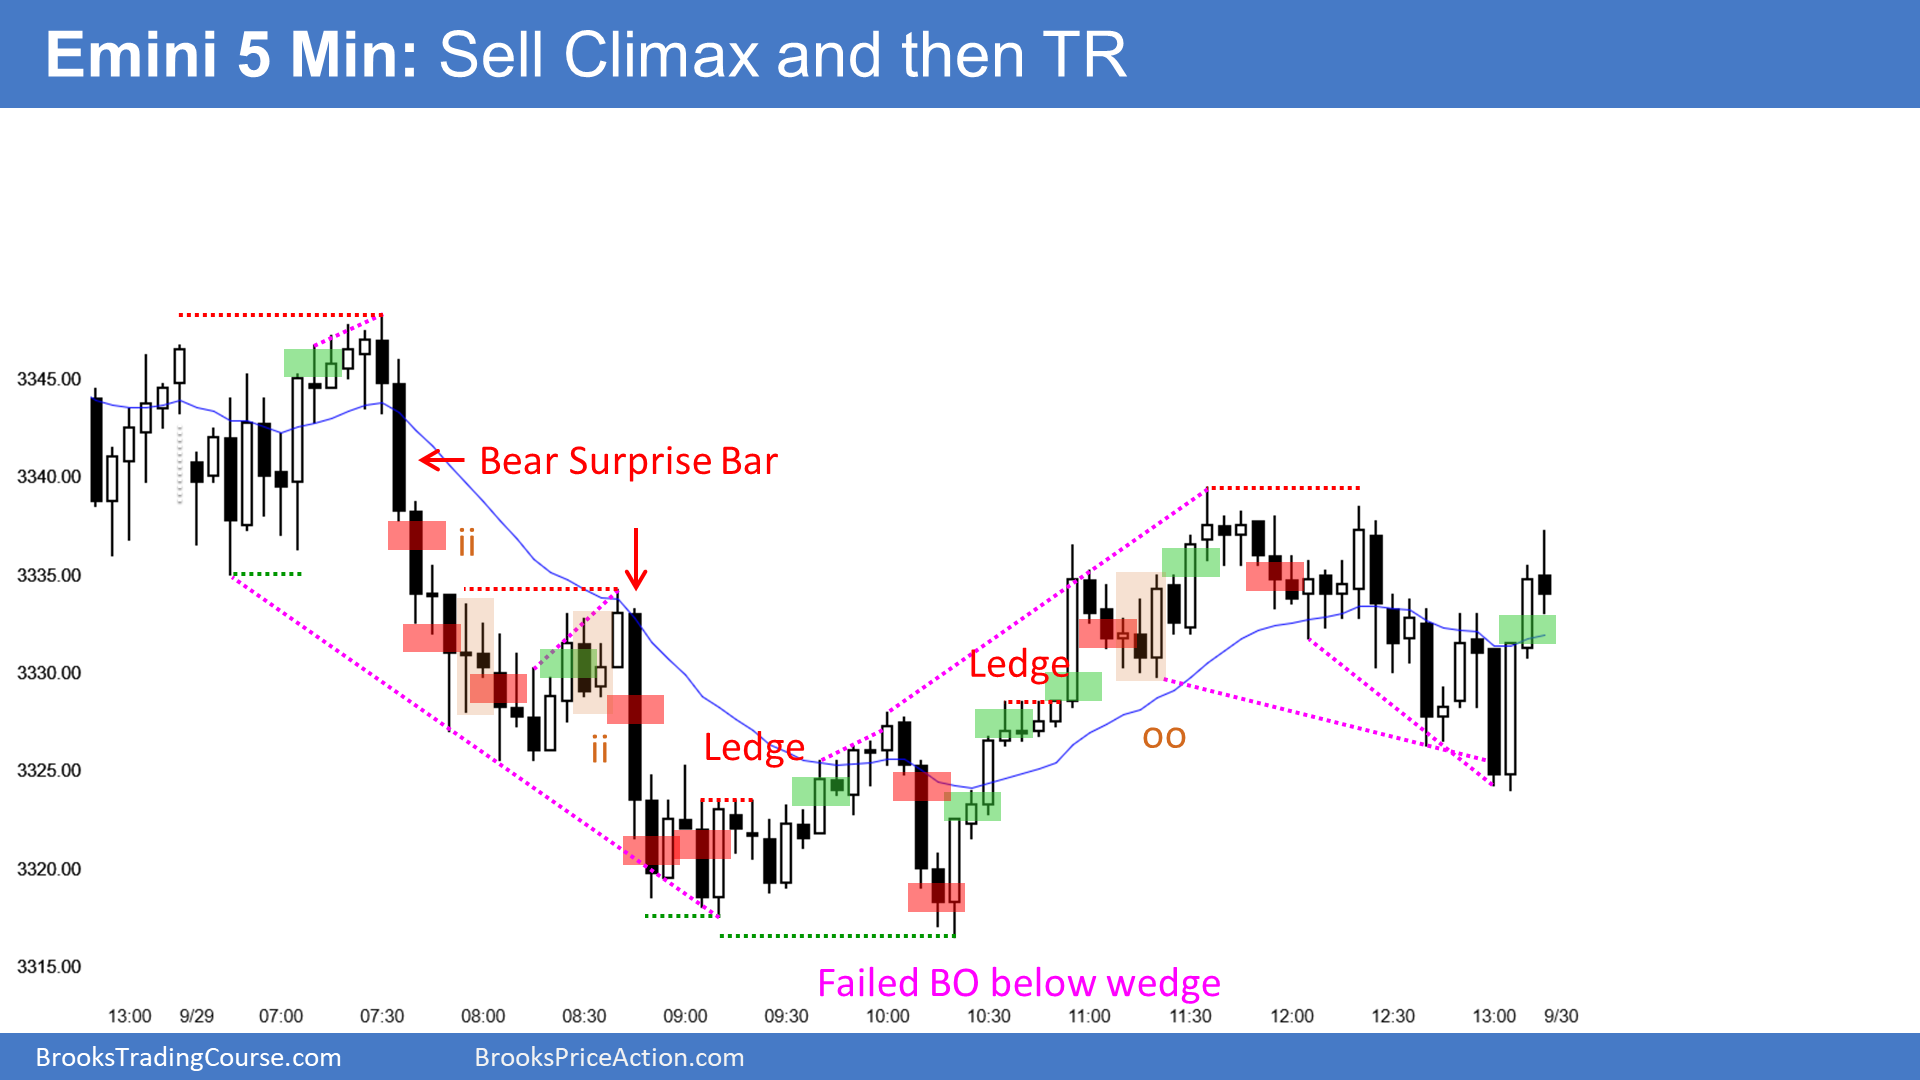 Emini 5 Min: Sell Climax and then TR
3345.00
Bear Surprise Bar
3340.00
ii
3335.00
3330.00
Ledge
oo
ii
Ledge
3325.00
3320.00
3315.00
Failed BO below wedge
13:00 9/29 07:00 07:30 08:00 08:30 09:00 09:30 10:00 10:30 11:00 11:30 12:00 12:30 13:00 9/30
BrooksTradingCourse.com BrooksPriceAction.com